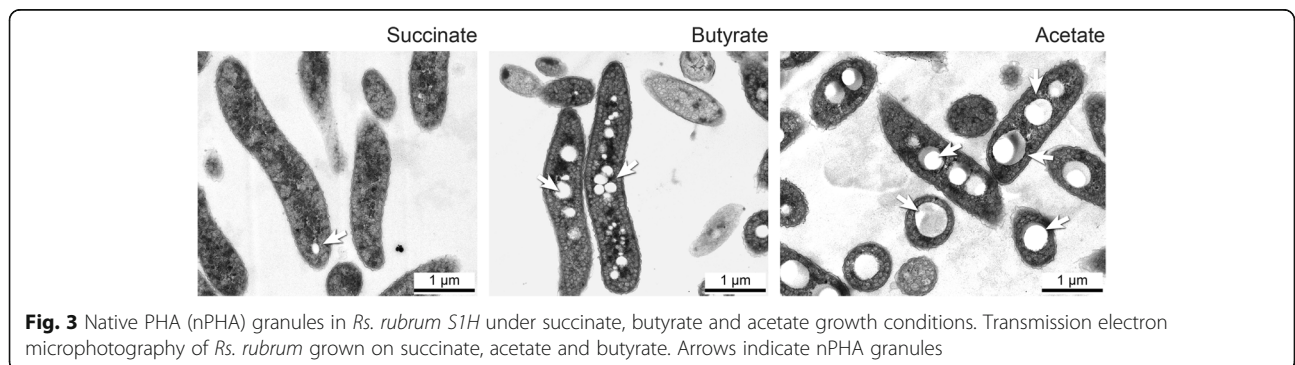 Succinate
Butyrate
Acetate
1 µm
1 µm
1 µm
Fig. 3 Native PHA (nPHA) granules in Rs. rubrum S1H under succinate, butyrate and acetate growth conditions. Transmission electron
microphotography of Rs. rubrum grown on succinate, acetate and butyrate. Arrows indicate nPHA granules